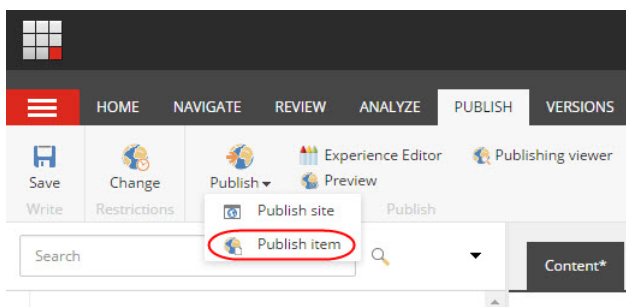 HOME NAVIGATE REVIEW ANALYZE PUBLISH VERSIONS
Experience Editor Publishing viewer
Save Change Publish Preview
Write Restrictions Publish
Publish site
Publish item
Search
Content*